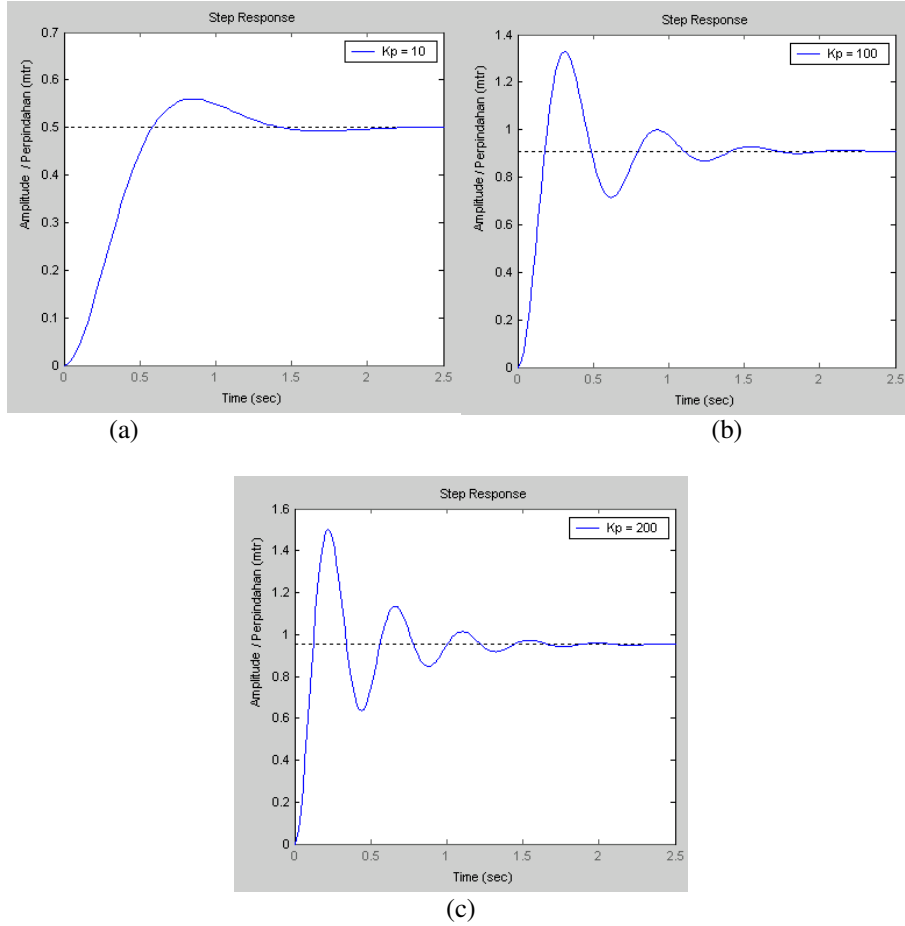 Step Response
Kp = 10
Amplitude / Perpindahan (mtr)
0.7
0.6
0.5
0.4
0.3
0.2
0.1
0
0 0.5 1 1.5 2 2.5
Time (sec)
(a)
Step Response
Kp = 100
Amplitude / Perpindahan (mtr)
1.4
1.2
1
0.8
0.6
0.4
0.2
0
0 0.5 1 1.5 2 2.5
Time (sec)
(b)
Step Response
Kp = 200
Amplitude / Perpindahan (mtr)
1.6
1.4
1.2
1
0.8
0.6
0.4
0.2
0
0 0.5 1 1.5 2 2.5
Time (sec)
(c)